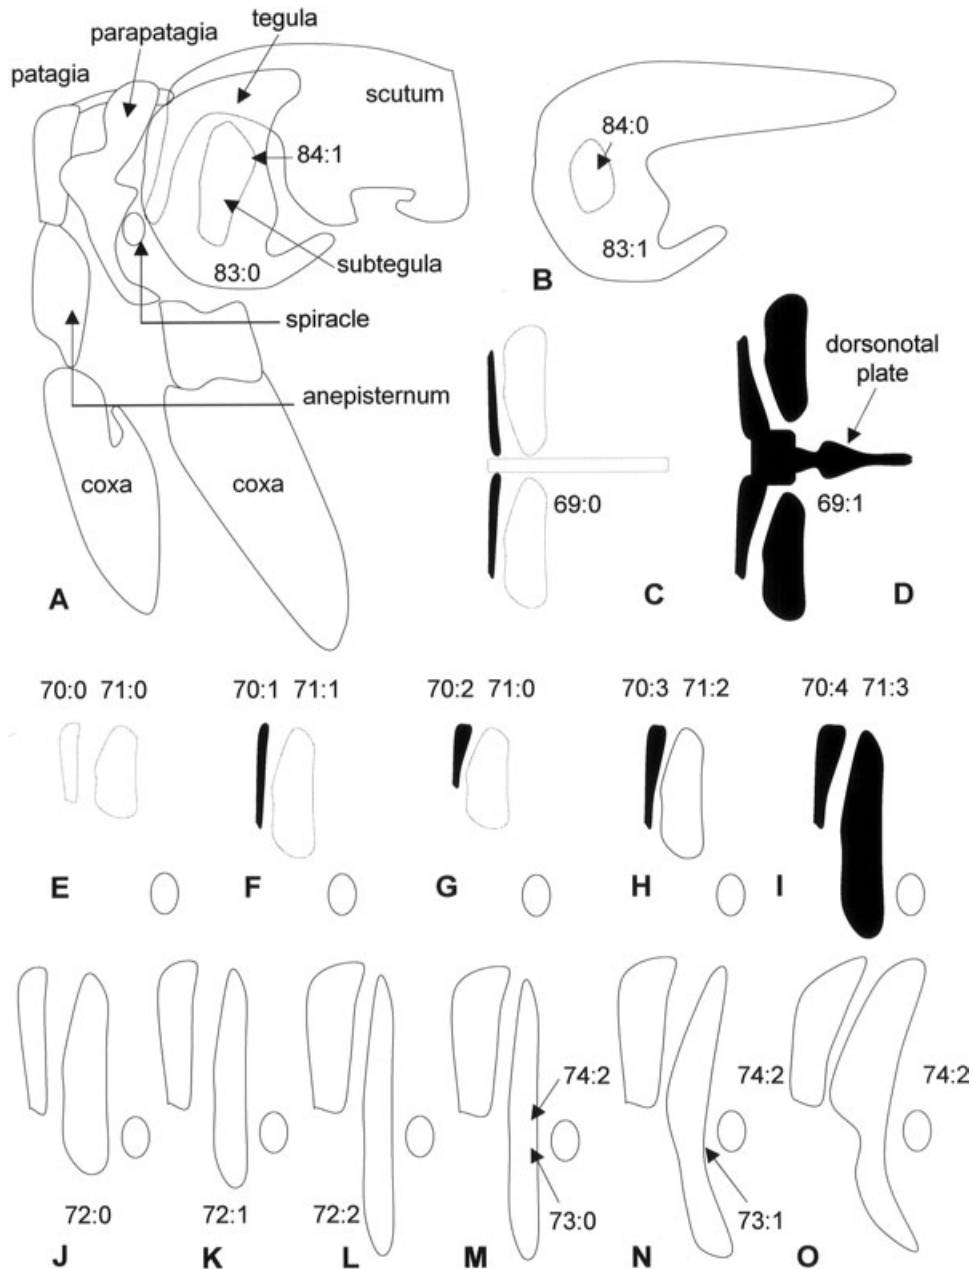 tegula
parapatagia
patagia
scutum
84:1
84:0
subtegula
83:0
83:1
B
spiracle
dorsonotal
plate
anepisternum
coxa
coxa
69:0
69:1
A
C
D
70:0 71:0
70:1 71:1
70:2 71:0
70:3 71:2
70:4 71:3
E
F
G
H
I
74:2
74:2
74:2
72:0
72:1
72:2
73:0
73:1
J
K
L
M
N
O